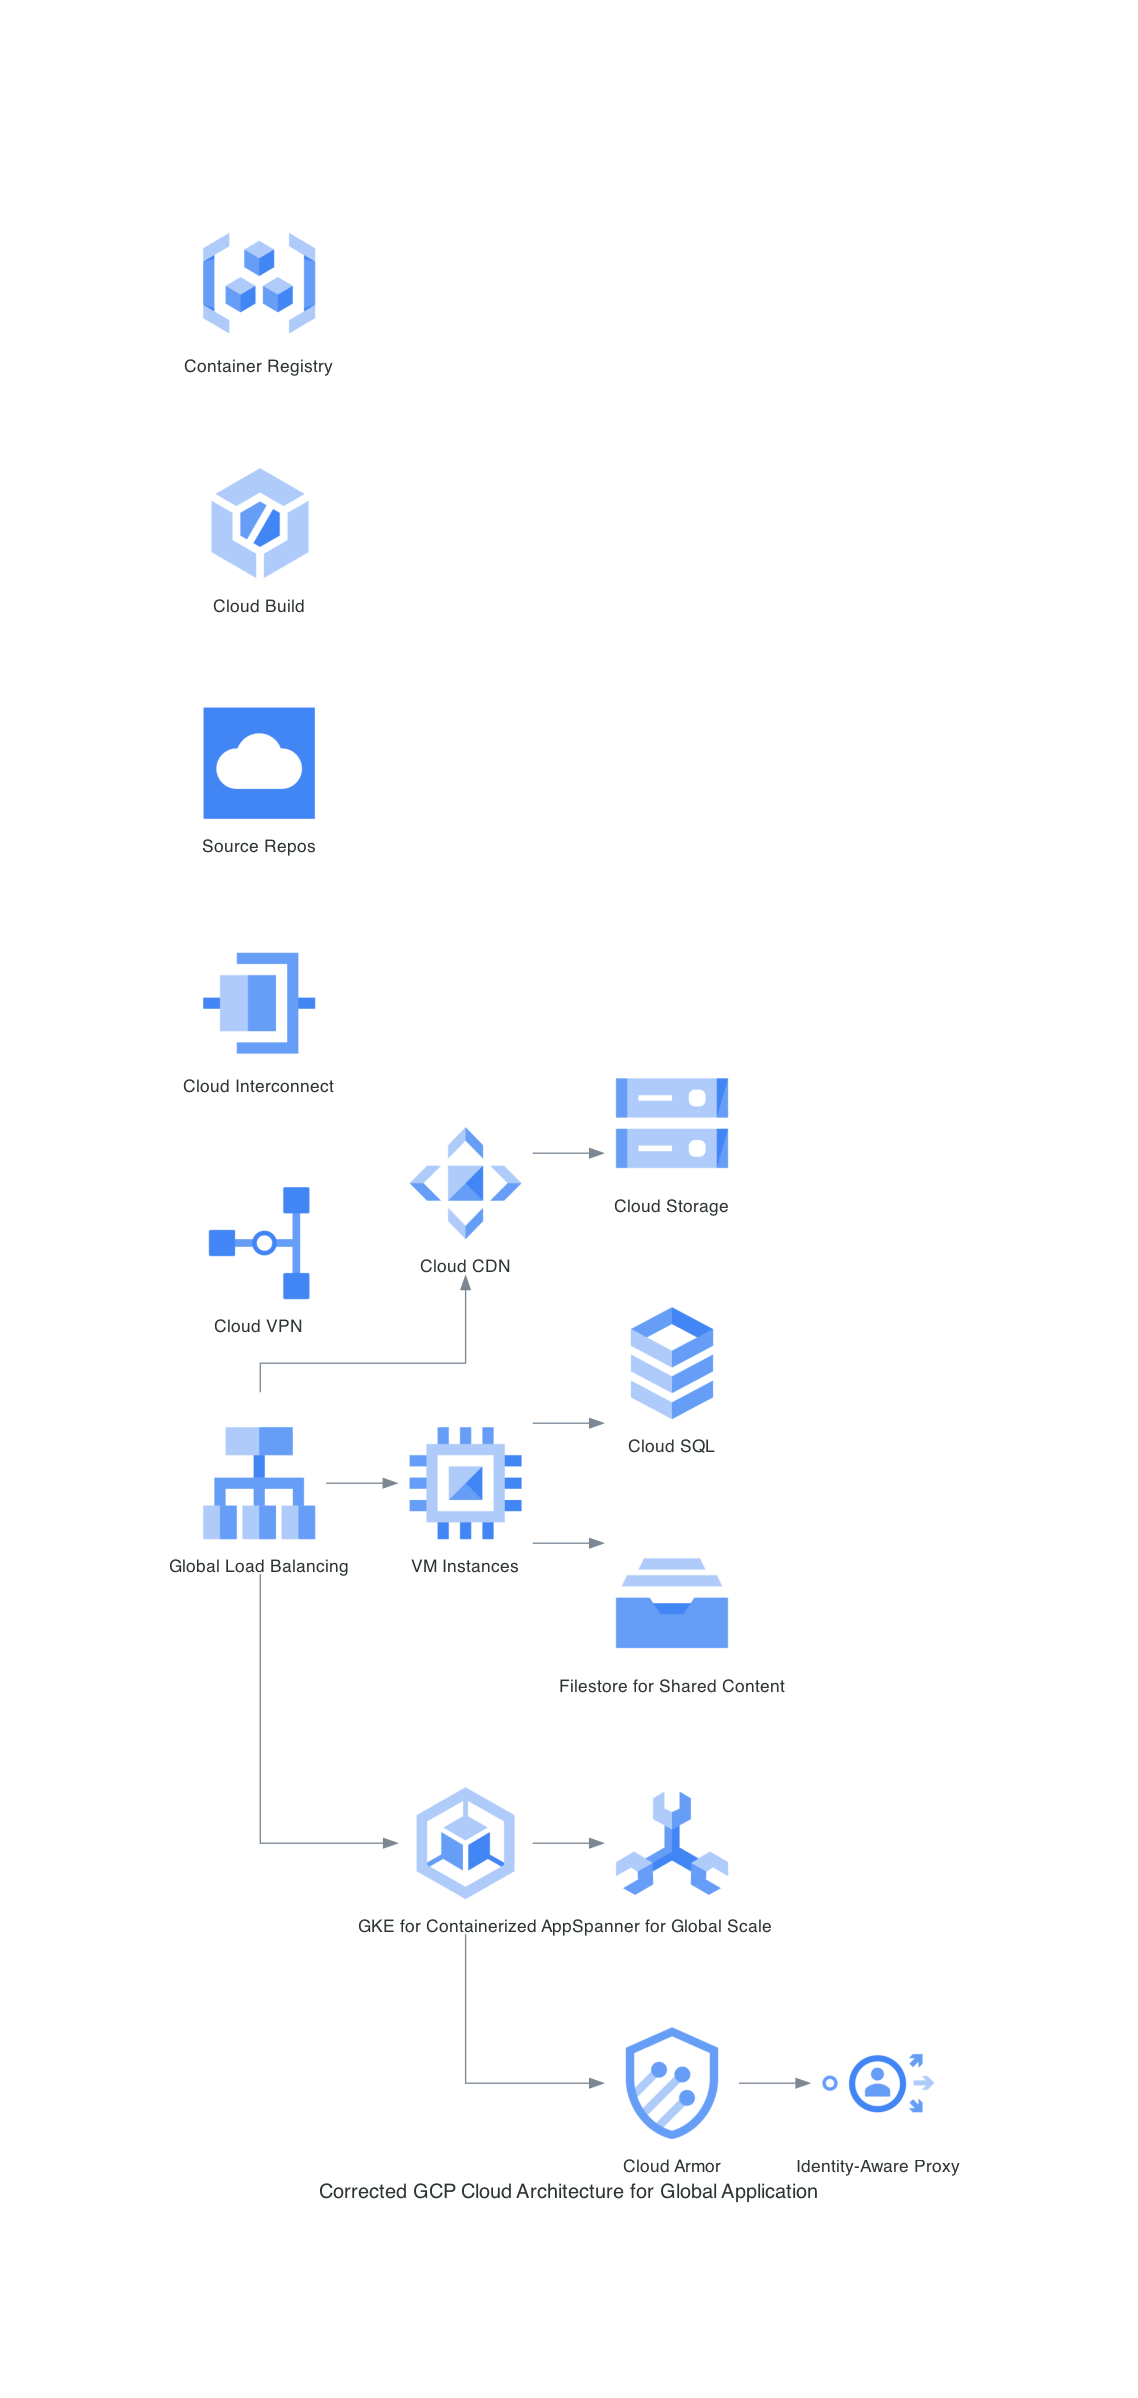 Container Registry
Cloud Build
Source Repos
Cloud Interconnect
Cloud Storage
Cloud CDN
Cloud VPN
Cloud SQL
Global Load Balancing
VM Instances
Filestore for Shared Content
GKE for Containerized AppSpanner for Global Scale
Cloud Armor
Identity-Aware Proxy
Corrected GCP Cloud Architecture for Global Application